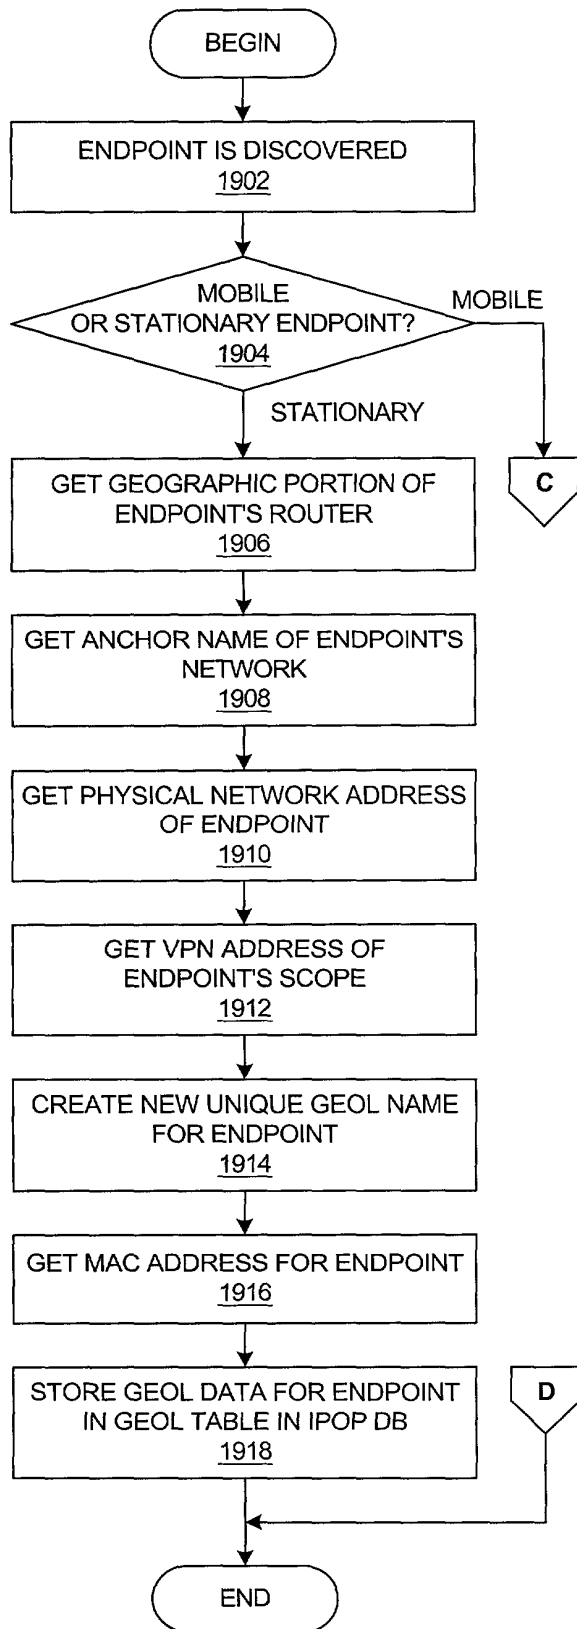 BEGIN
ENDPOINT IS DISCOVERED
1902
MOBILE
OR STATIONARY ENDPOINT?
1904
MOBILE
STATIONARY
C
GET GEOGRAPHIC PORTION OF
ENDPOINT'S ROUTER
1906
GET ANCHOR NAME OF ENDPOINT'S
NETWORK
1908
GET PHYSICAL NETWORK ADDRESS
OF ENDPOINT
1910
GET VPN ADDRESS OF
ENDPOINT'S SCOPE
1912
CREATE NEW UNIQUE GEOL NAME
FOR ENDPOINT
1914
GET MAC ADDRESS FOR ENDPOINT
1916
STORE GEOL DATA FOR ENDPOINT
IN GEOL TABLE IN IPOP DB
1918
D
END